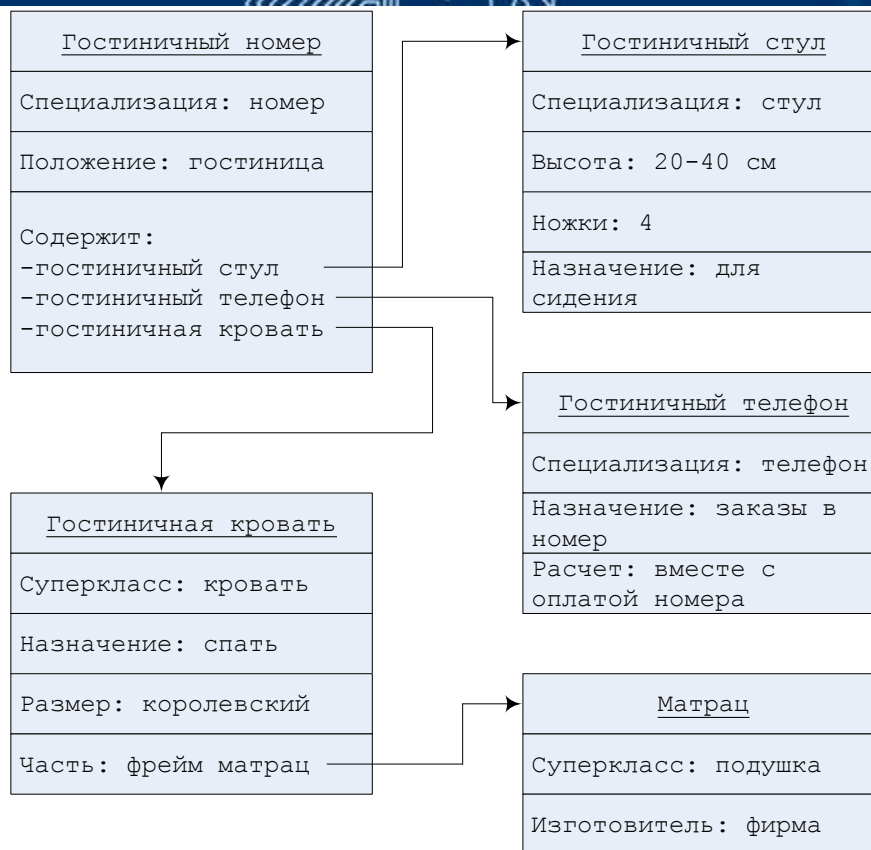 Гостиничный номер
Специализация: номер
Положение: гостиница
Содержит:
-гостиничный стул
-гостиничный телефон
-гостиничная кровать
Гостиничный стул
Специализация: стул
Высота: 20-40 см
Ножки: 4
Назначение: для
сидения
Гостиничный телефон
Специализация: телефон
Назначение: заказы в
номер
Расчет: вместе с
оплатой номера
Гостиничная кровать
Суперкласс: кровать
Назначение: спать
Размер: королевский
Часть: фрейм матрац
Матрац
Суперкласс: подушка
Изготовитель: фирма